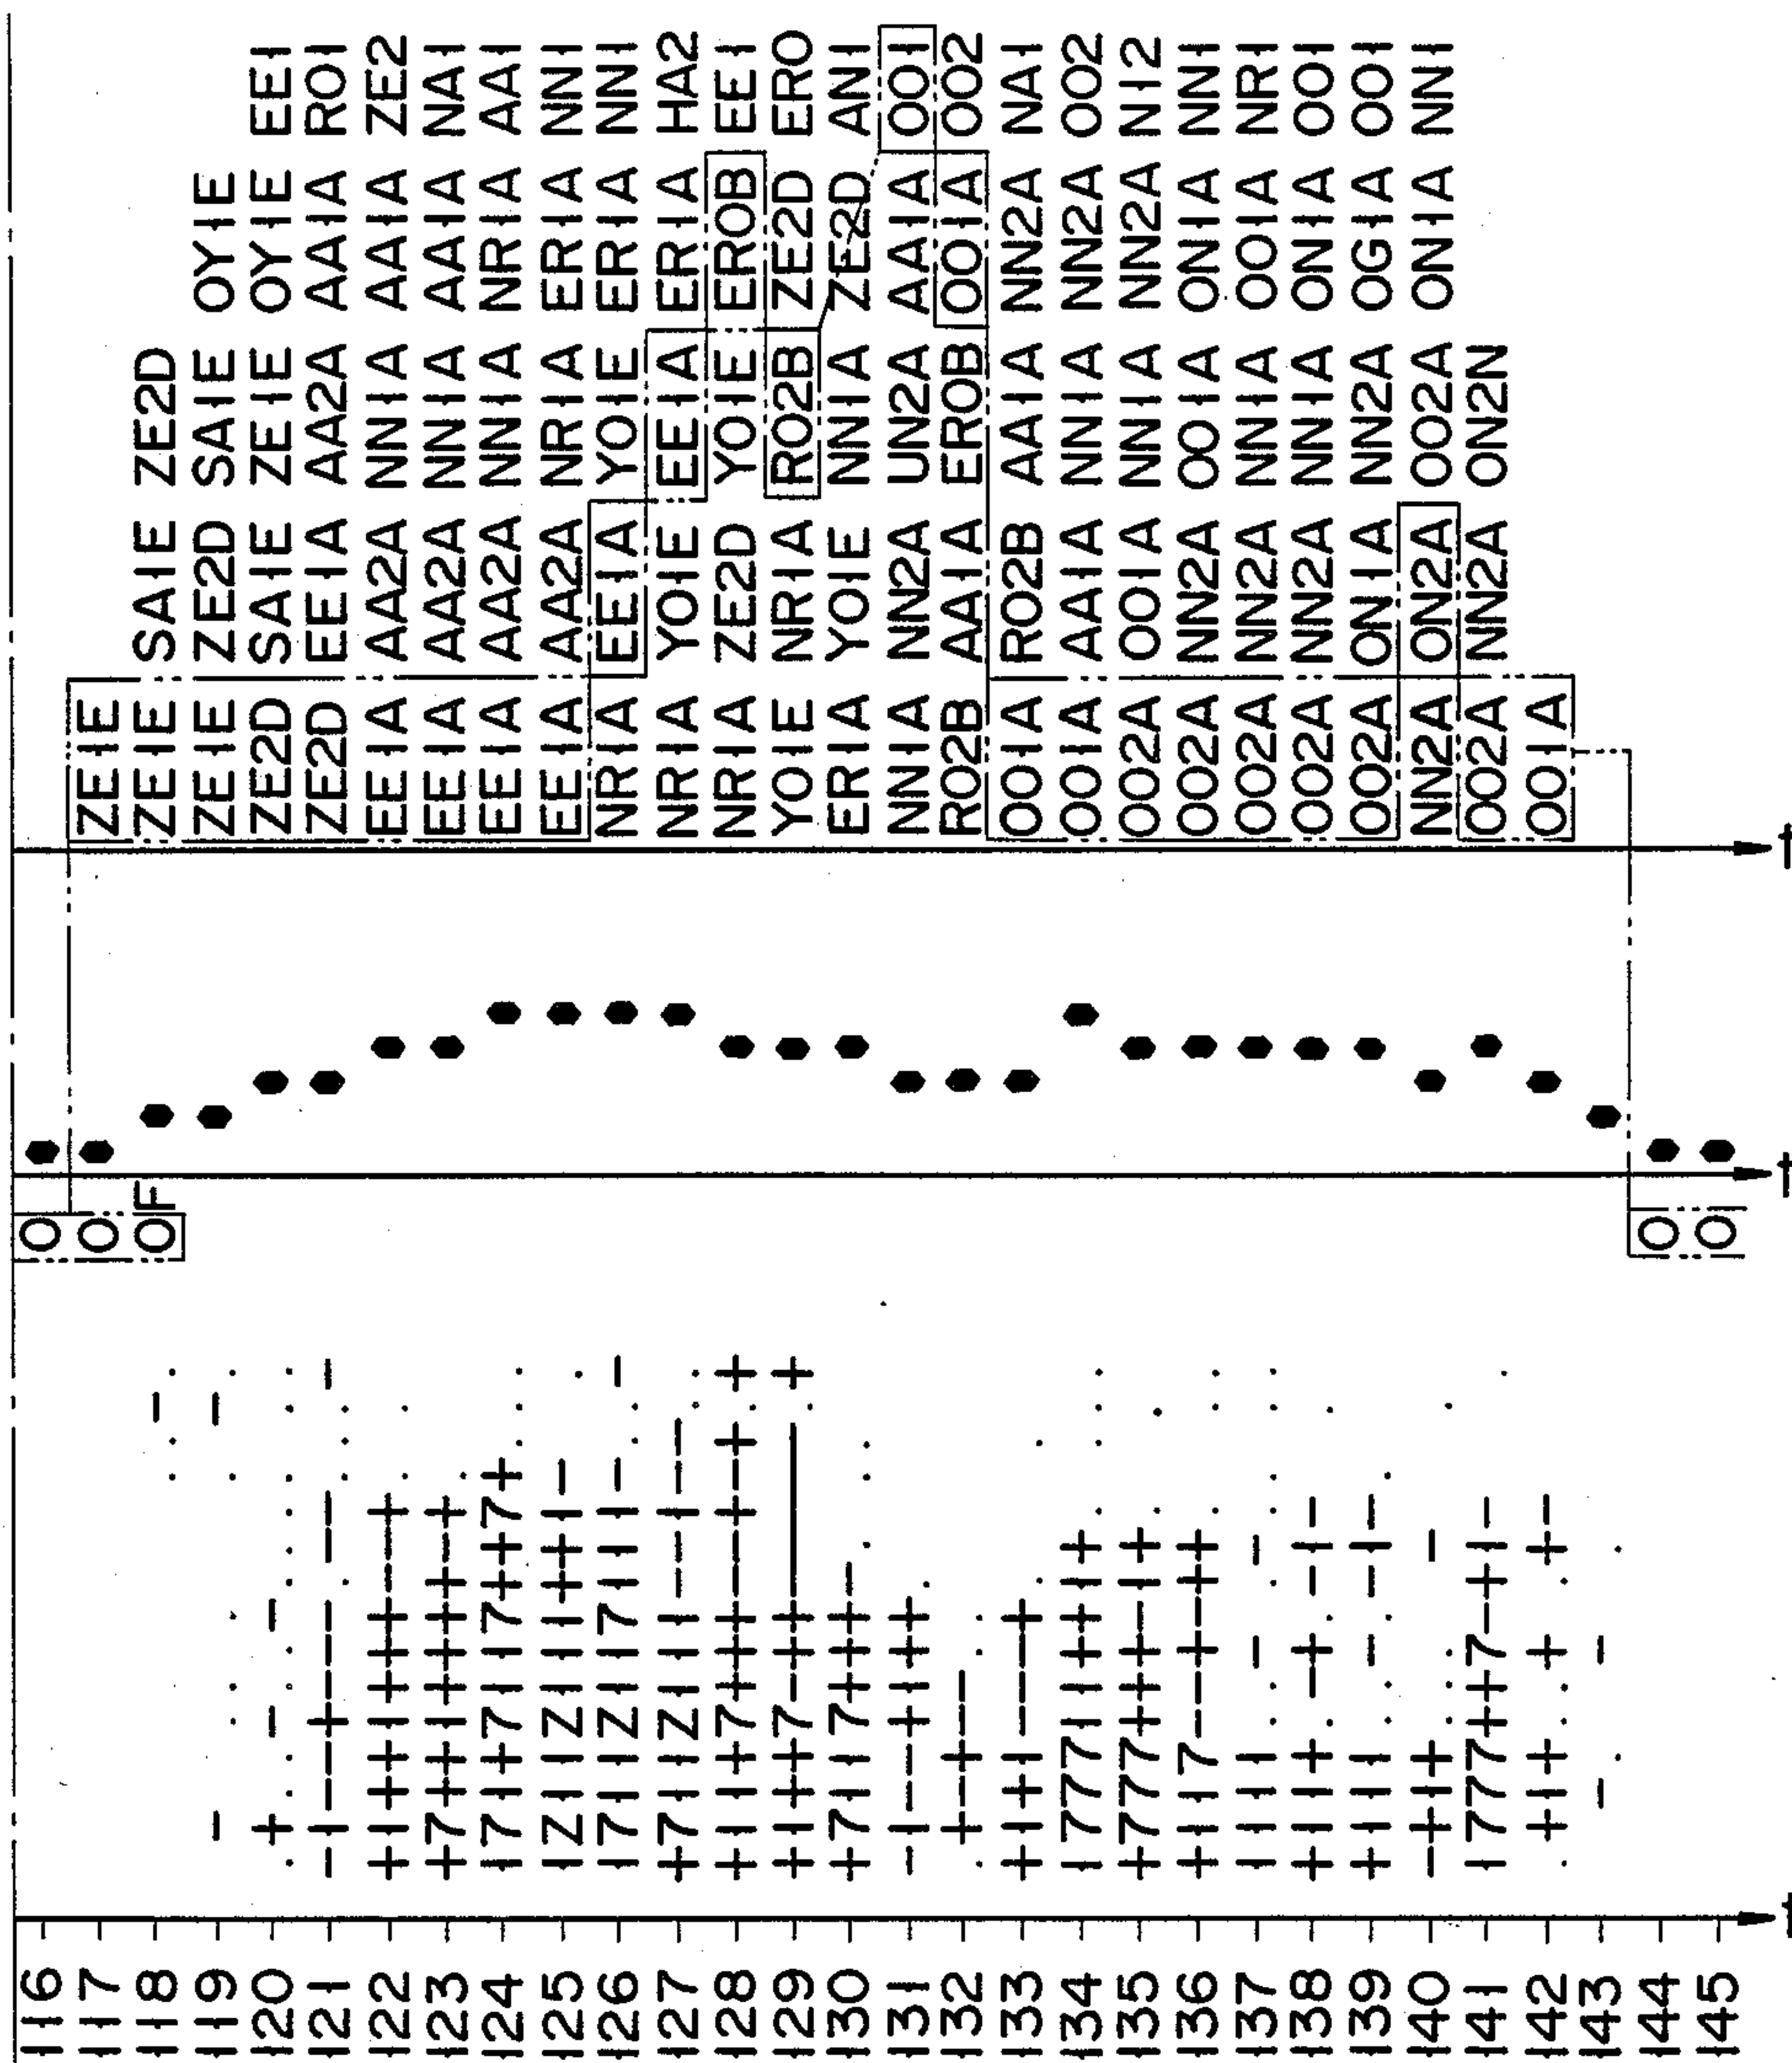 116 O
117 O ZE1E
118 OF ZE1E SA1E ZE2D
119 ZE1E ZE2D SA1E OY1E
120 ZE2D SA1E ZE1E OY1E EE1
121 ZE2D EE1A AA2A AA1A RO1
122 EE1A AA2A NN1A AA1A ZE2
123 EE1A AA2A NN1A AA1A NA1
124 EE1A AA2A NN1A NR1A AA1
125 EE1A AA2A NR1A ER1A NN1
126 NR1A EE1A YO1E ER1A NN1
127 NR1A YO1E EE1A ER1A HA2
128 NR1A ZE2D YO1E EROB EE1
129 YO1E NR1A RO2B ZE2D ERO
130 ER1A YO1E NN1A ZE2D AN1
131 NN1A NN2A UN2A AA1A OO1
132 RO2B AA1A EROB OO1A OO2
133 OO1A RO2B AA1A NN2A NA1
134 OO1A AA1A NN1A NN2A OO2
135 OO2A OO1A NN1A NN2A N12
136 OO2A NN2A OO1A ON1A NN1
137 OO2A NN2A NN1A OO1A NR1
138 OO2A NN2A NN1A ON1A OO1
139 OO2A ON1A NN2A OG1A OO1
140 NN2A ON2A OO2A ON1A NN1
141 OO2A NN2A ON2N
142 OO1A
143
144 O
145 O
t t t